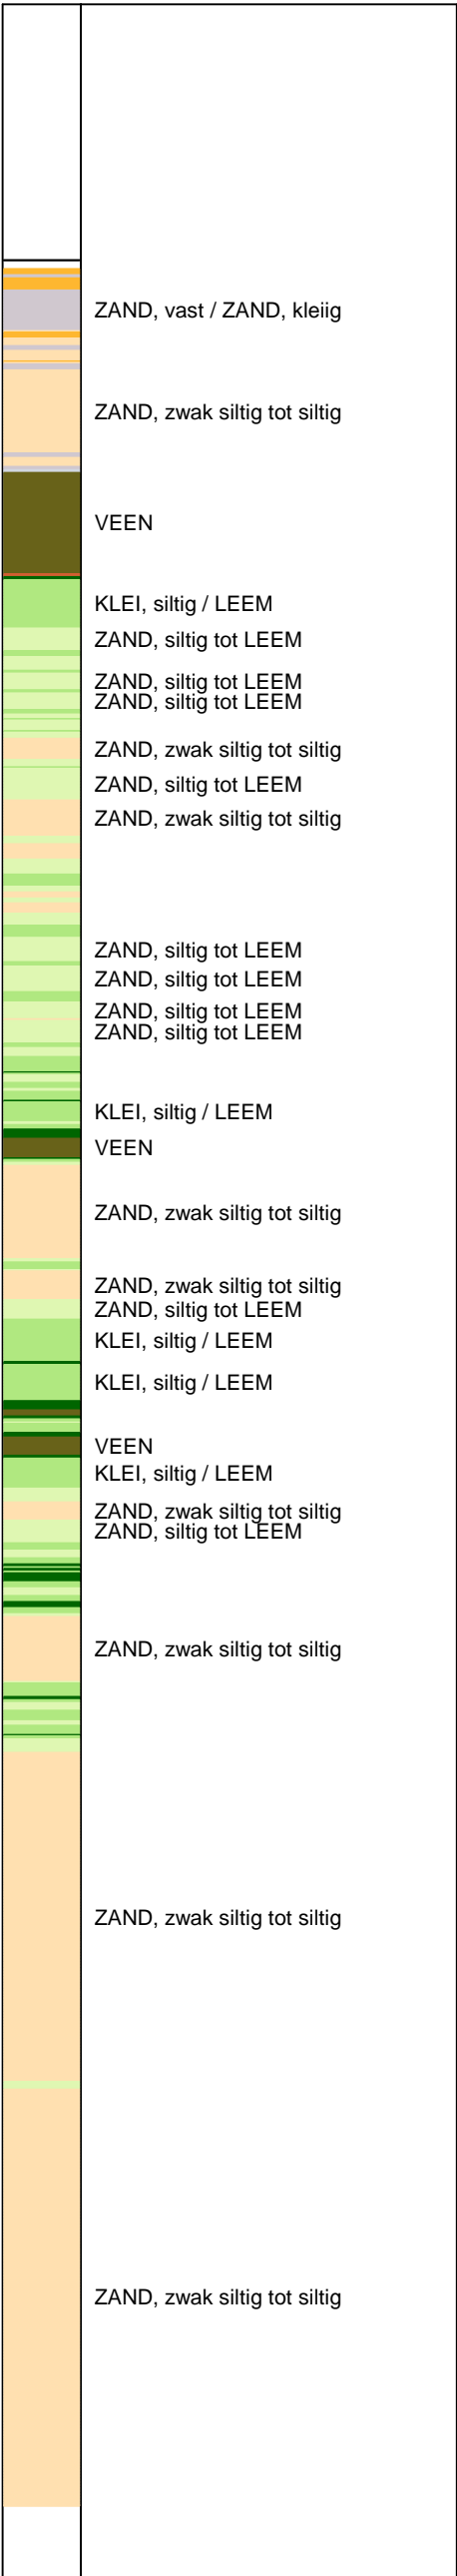 ZAND, vast / ZAND, kleiig
ZAND, zwak siltig tot siltig
VEEN
KLEI, siltig / LEEM
ZAND, siltig tot LEEM
ZAND, siltig tot LEEM
ZAND, siltig tot LEEM
ZAND, zwak siltig tot siltig
ZAND, siltig tot LEEM
ZAND, zwak siltig tot siltig
ZAND, siltig tot LEEM
ZAND, siltig tot LEEM
ZAND, siltig tot LEEM
ZAND, siltig tot LEEM
KLEI, siltig / LEEM
VEEN
ZAND, zwak siltig tot siltig
ZAND, zwak siltig tot siltig
ZAND, siltig tot LEEM
KLEI, siltig / LEEM
KLEI, siltig / LEEM
VEEN
KLEI, siltig / LEEM
ZAND, zwak siltig tot siltig
ZAND, siltig tot LEEM
ZAND, zwak siltig tot siltig
ZAND, zwak siltig tot siltig
ZAND, zwak siltig tot siltig